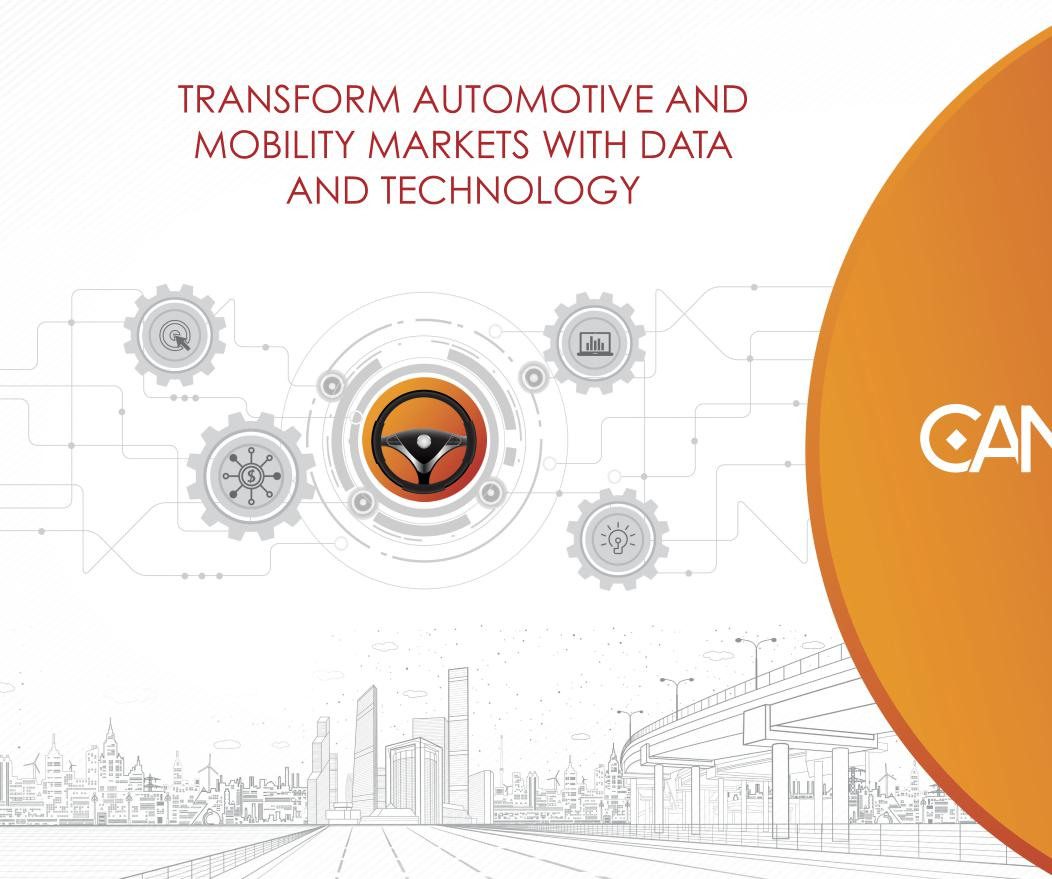 TRANSFORM AUTOMOTIVE AND
MOBILITY MARKETS WITH DATA
AND TECHNOLOGY
$
CAN